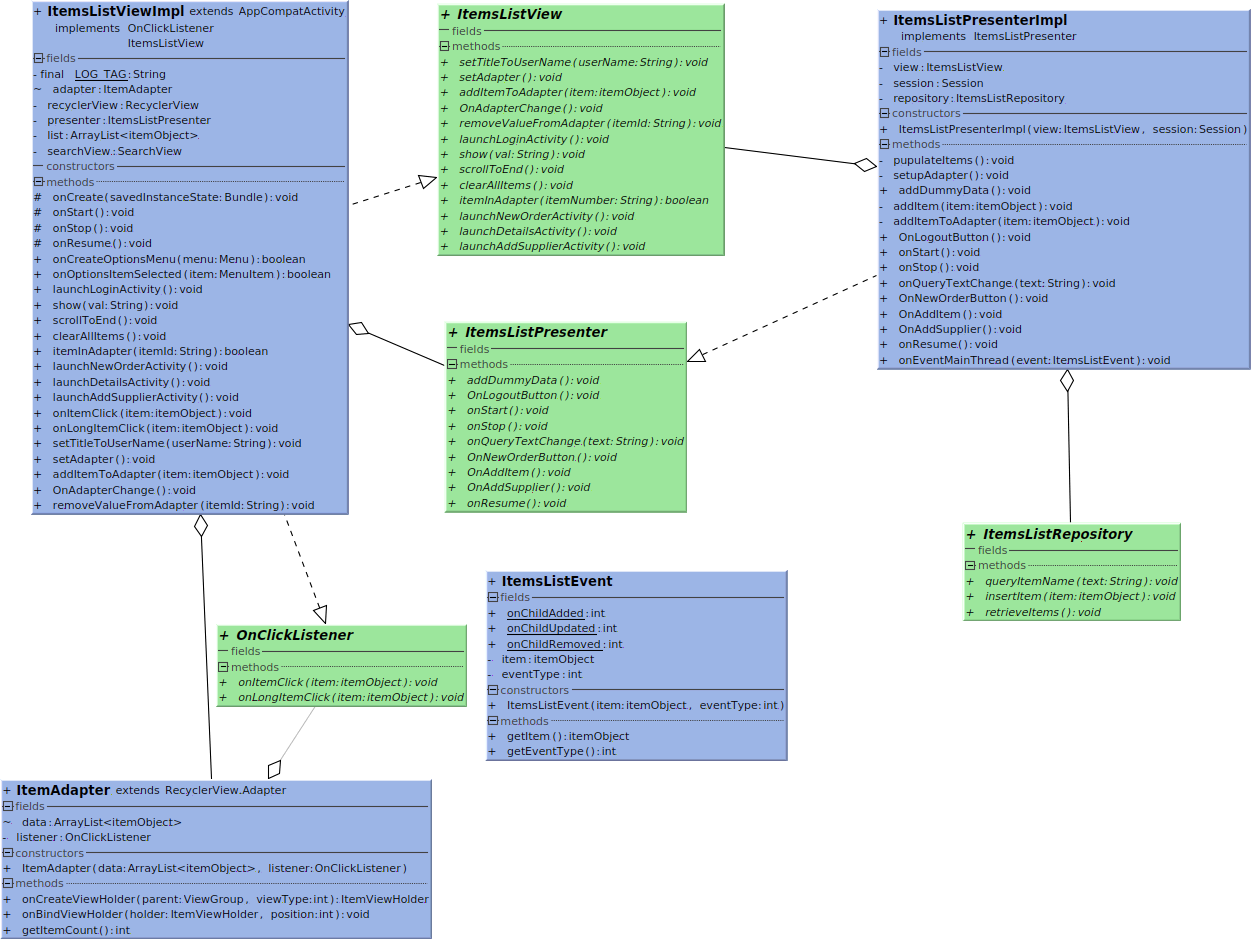 + ItemsListViewImpl extends AppCompatActivity
implements OnClickListener
ItemsListView
fields
- final LOG_TAG : String
~ adapter : ItemAdapter
- recyclerView : RecyclerView
- presenter : ItemsListPresenter
- list : ArrayList<itemObject>
- searchView : SearchView
constructors
methods
# onCreate (savedInstanceState: Bundle) : void
# onStart () : void
# onStop () : void
# onResume () : void
+ onCreateOptionsMenu (menu: Menu) : boolean
+ onOptionsItemSelected (item: MenuItem) : boolean
+ launchLoginActivity () : void
+ show (val: String) : void
+ scrollToEnd () : void
+ clearAllItems () : void
+ itemInAdapter (itemId: String) : boolean
+ launchNewOrderActivity () : void
+ launchDetailsActivity () : void
+ launchAddSupplierActivity () : void
+ onItemClick (item: itemObject) : void
+ onLongItemClick (item: itemObject) : void
+ setTitleToUserName (userName: String) : void
+ setAdapter () : void
+ addItemToAdapter (item: itemObject) : void
+ OnAdapterChange () : void
+ removeValueFromAdapter (itemId: String) : void
+ ItemsListView
fields
methods
+ setTitleToUserName (userName: String) : void
+ setAdapter () : void
+ addItemToAdapter (item: itemObject) : void
+ OnAdapterChange () : void
+ removeValueFromAdapter (itemId: String) : void
+ launchLoginActivity () : void
+ show (val: String) : void
+ scrollToEnd () : void
+ clearAllItems () : void
+ itemInAdapter (itemNumber: String) : boolean
+ launchNewOrderActivity () : void
+ launchDetailsActivity () : void
+ launchAddSupplierActivity () : void
+ ItemsListPresenterImpl
implements ItemsListPresenter
fields
- view : ItemsListView
- session : Session
- repository : ItemsListRepository
constructors
+ ItemsListPresenterImpl (view: ItemsListView, session: Session)
methods
- pupulateItems () : void
- setupAdapter () : void
+ addDummyData () : void
- addItem (item: itemObject) : void
- addItemToAdapter (item: itemObject) : void
+ OnLogoutButton () : void
+ onStart () : void
+ onStop () : void
+ onQueryTextChange (text: String) : void
+ OnNewOrderButton () : void
+ OnAddItem () : void
+ OnAddSupplier () : void
+ onResume () : void
+ onEventMainThread (event: ItemsListEvent) : void
+ ItemsListPresenter
fields
methods
+ addDummyData () : void
+ OnLogoutButton () : void
+ onStart () : void
+ onStop () : void
+ onQueryTextChange (text: String) : void
+ OnNewOrderButton () : void
+ OnAddItem () : void
+ OnAddSupplier () : void
+ onResume () : void
+ ItemsListRepository
fields
methods
+ queryItemName (text: String) : void
+ insertItem (item: itemObject) : void
+ retrieveItems () : void
+ ItemsListEvent
fields
+ onChildAdded : int
+ onChildUpdated : int
+ onChildRemoved : int
- item : itemObject
- eventType : int
constructors
+ ItemsListEvent (item: itemObject, eventType: int)
methods
+ getItem () : itemObject
+ getEventType () : int
+ OnClickListener
fields
methods
+ onItemClick (item: itemObject) : void
+ onLongItemClick (item: itemObject) : void
+ ItemAdapter extends RecyclerView.Adapter
fields
~ data : ArrayList<itemObject>
- listener : OnClickListener
constructors
+ ItemAdapter (data: ArrayList<itemObject>, listener: OnClickListener)
methods
+ onCreateViewHolder (parent: ViewGroup, viewType: int) : ItemViewHolder
+ onBindViewHolder (holder: ItemViewHolder, position: int) : void
+ getItemCount () : int